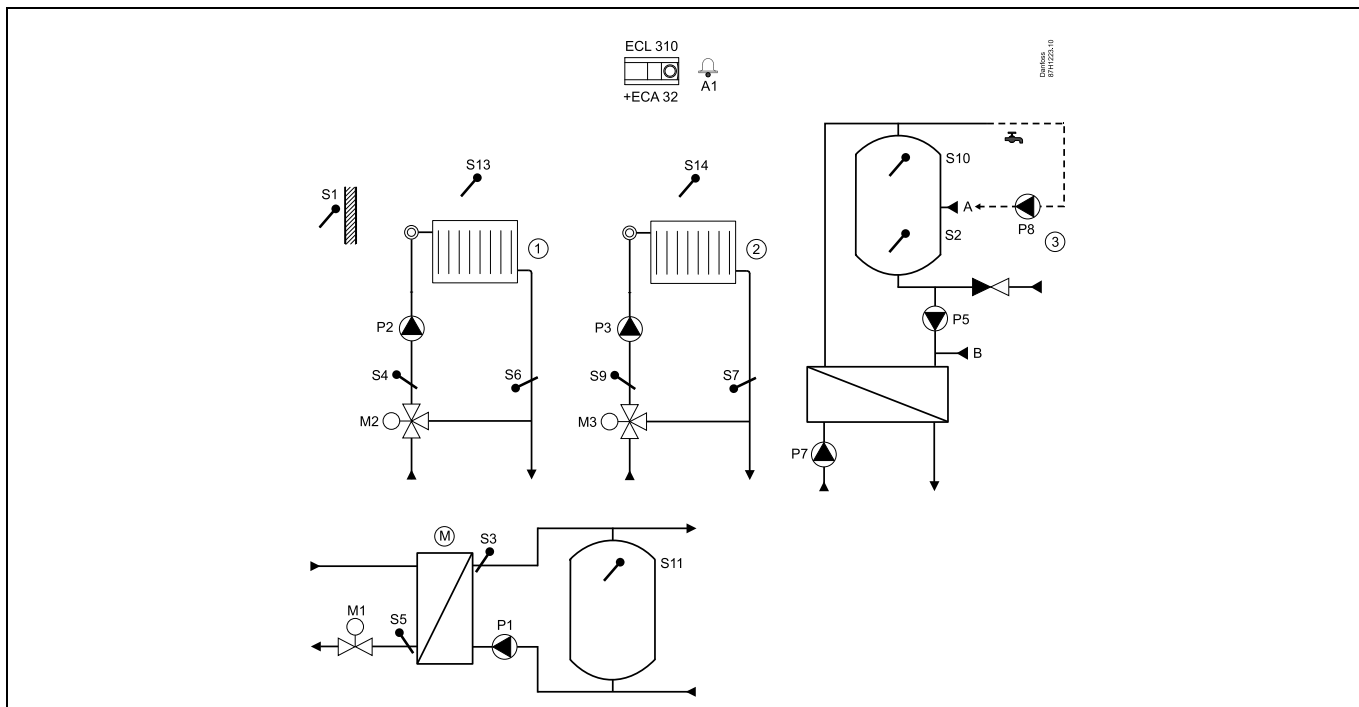 ECL 310
A1
+ECA 32
Danfoss
87H1223.10
S13
S14
S1
S10
A
P8
S2
1
2
3
P2
P3
P5
B
S4
S6
S9
S7
M2
M3
P7
M
S3
S11
M1
S5
P1